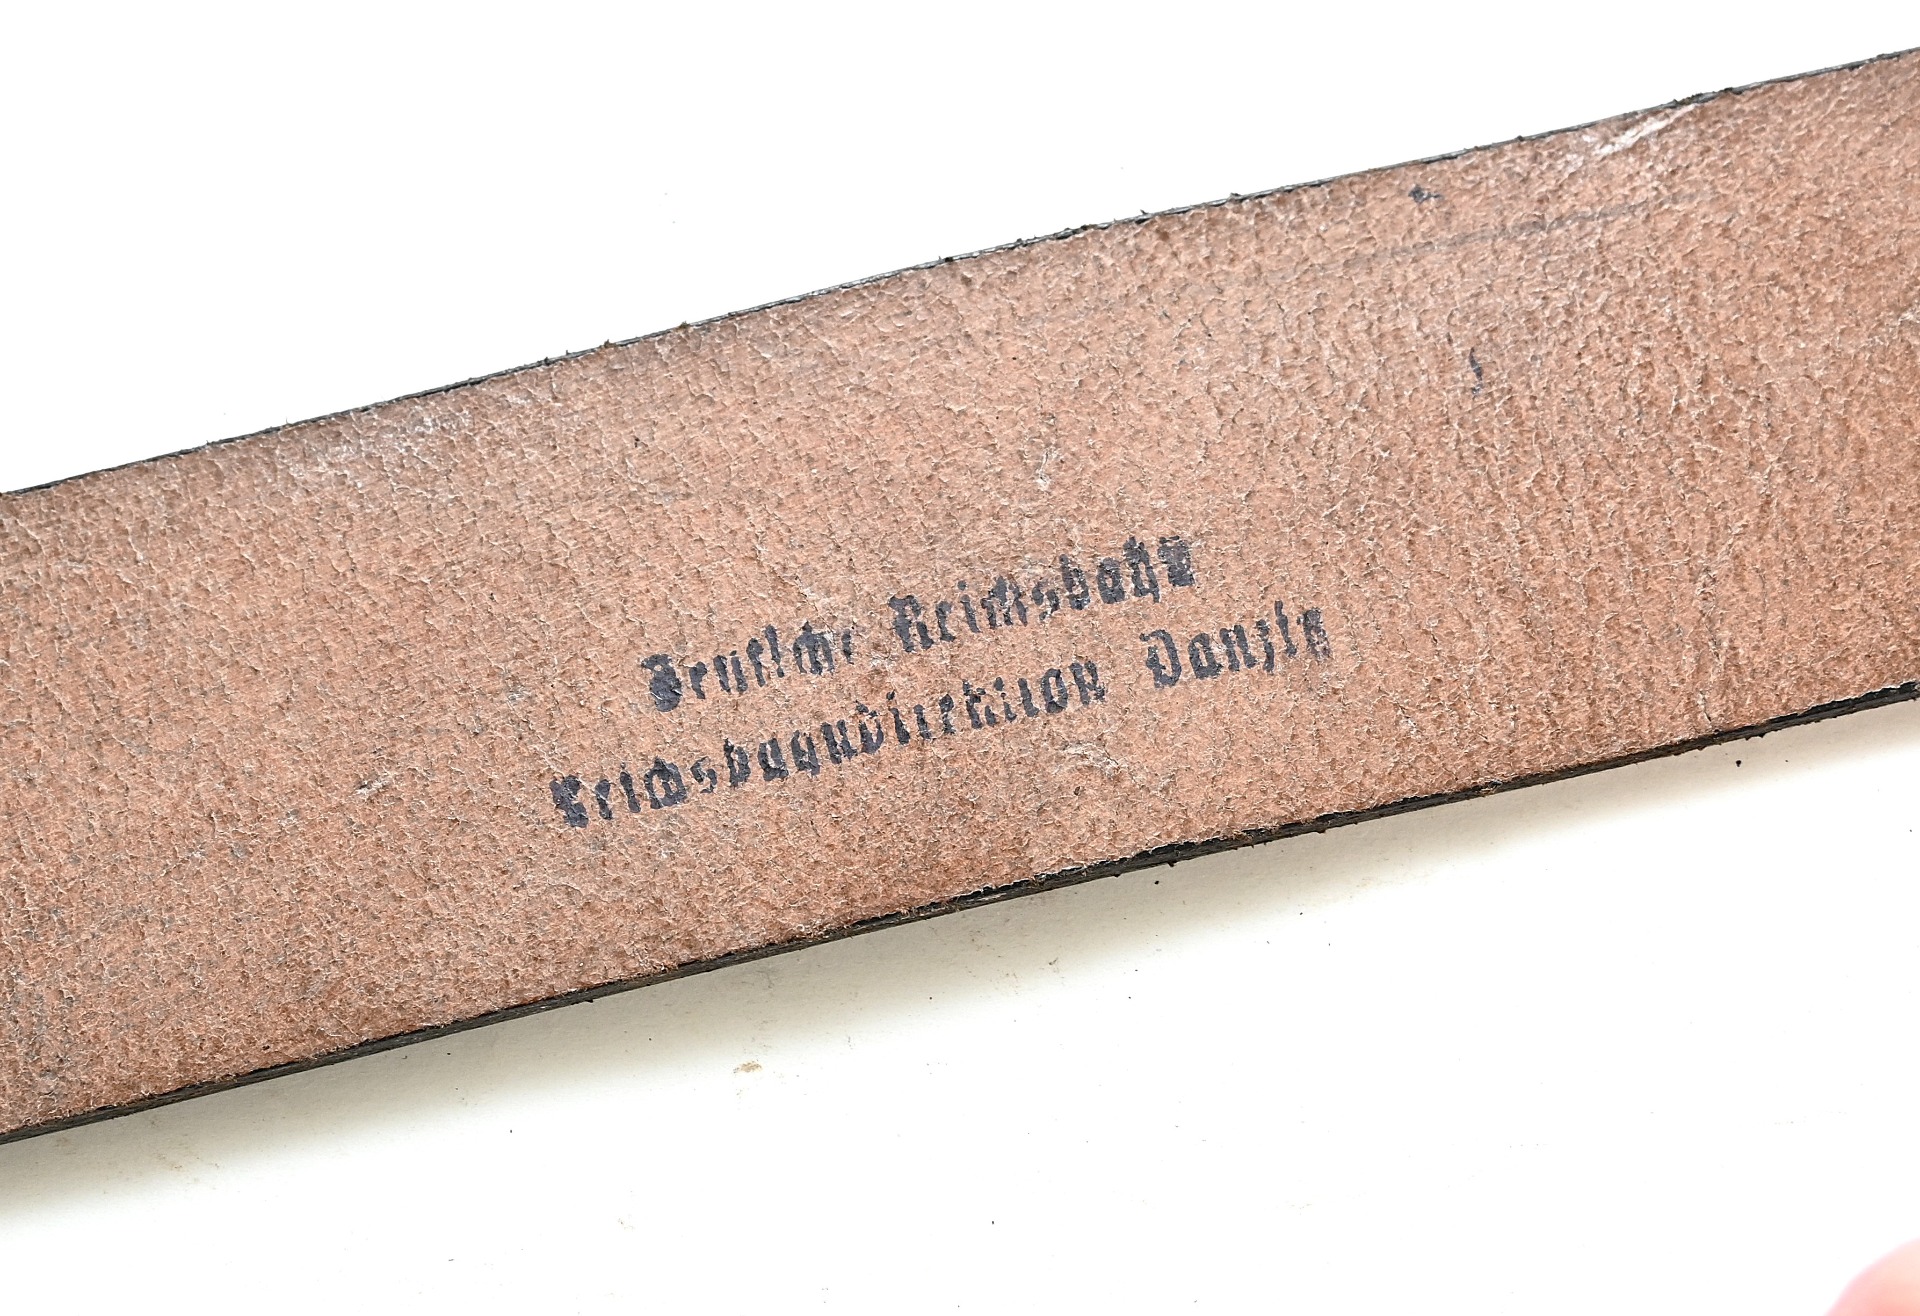 Deutsche Reichsbahn
Reichsbahndirektion Danzig